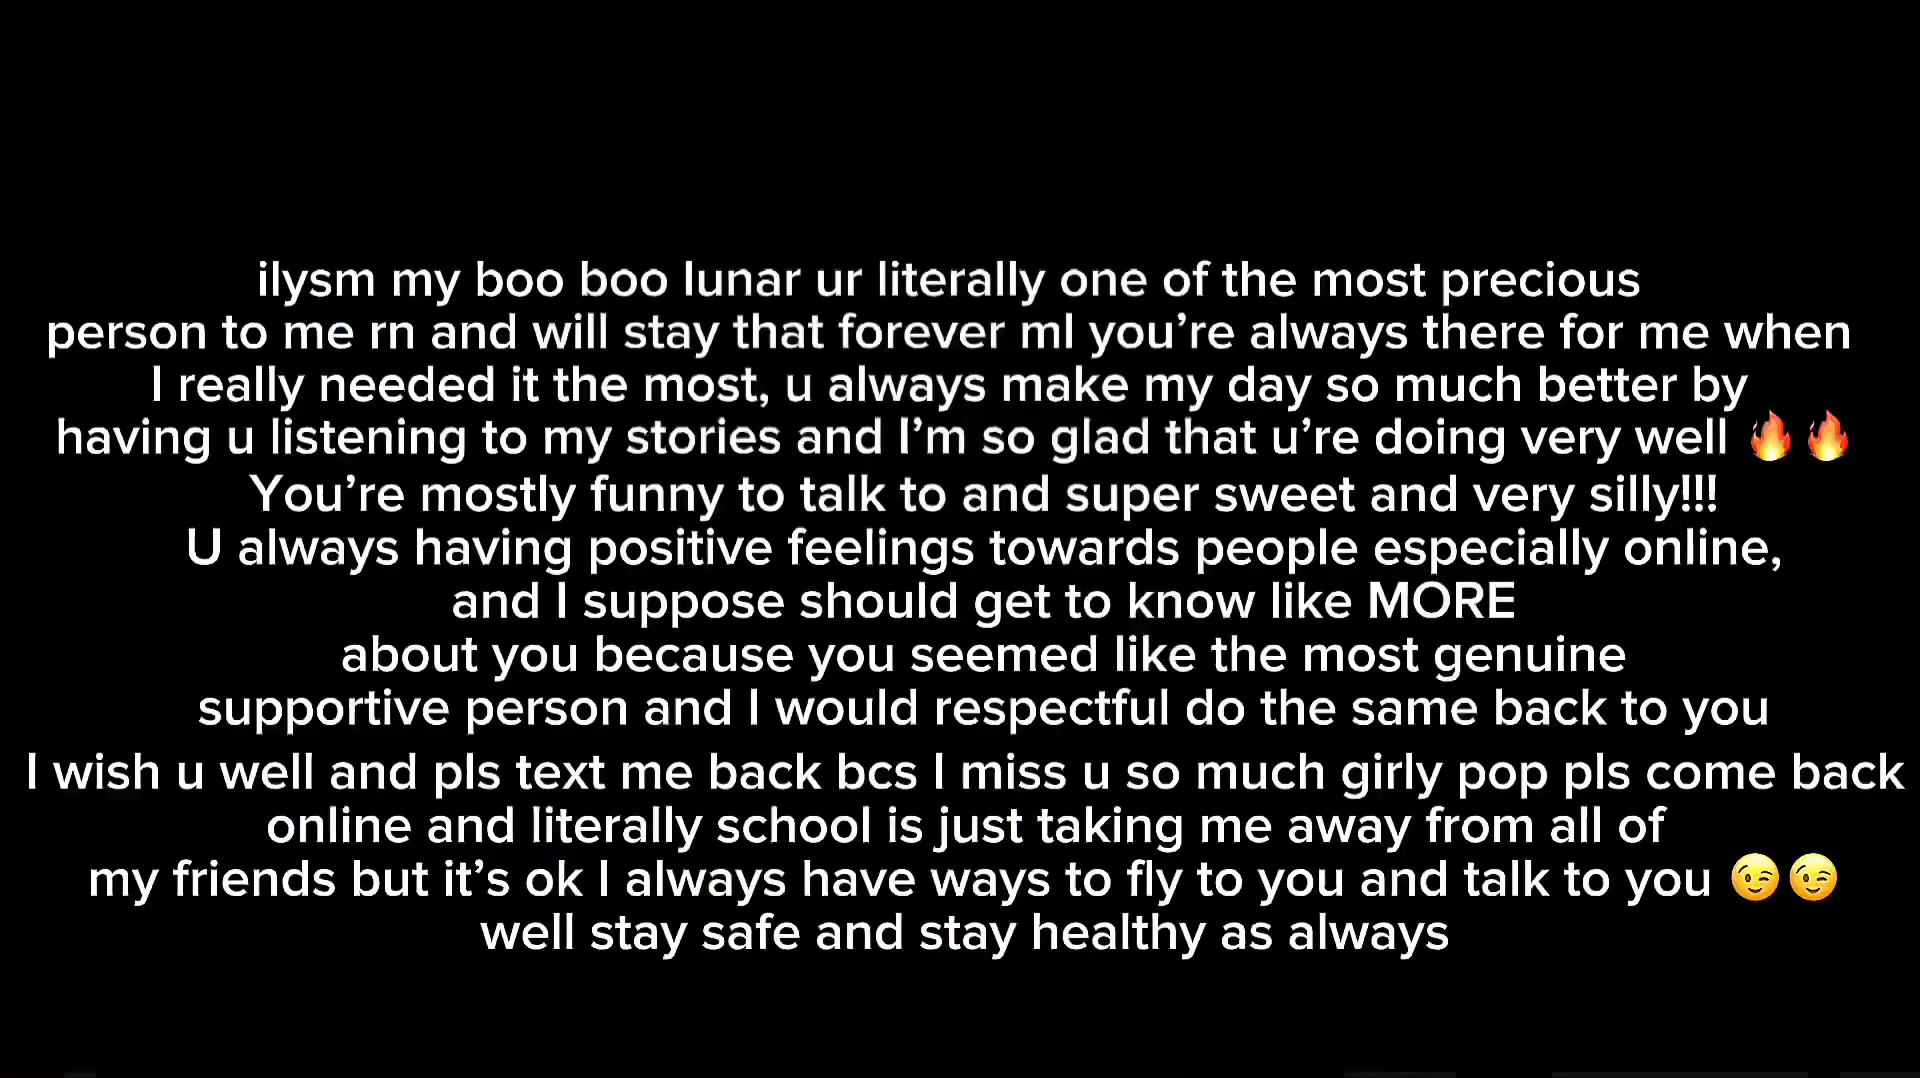 ilysm my boo boo lunar ur literally one of the most precious
person to me rn and will stay that forever ml you’re always there for me when
I really needed it the most, u always make my day so much better by
having u listening to my stories and I’m so glad that u’re doing very well 🔥🔥
You’re mostly funny to talk to and super sweet and very silly!!!
U always having positive feelings towards people especially online,
and I suppose should get to know like MORE
about you because you seemed like the most genuine
supportive person and I would respectful do the same back to you
I wish u well and pls text me back bcs I miss u so much girly pop pls come back
online and literally school is just taking me away from all of
my friends but it’s ok I always have ways to fly to you and talk to you 😉😉
well stay safe and stay healthy as always